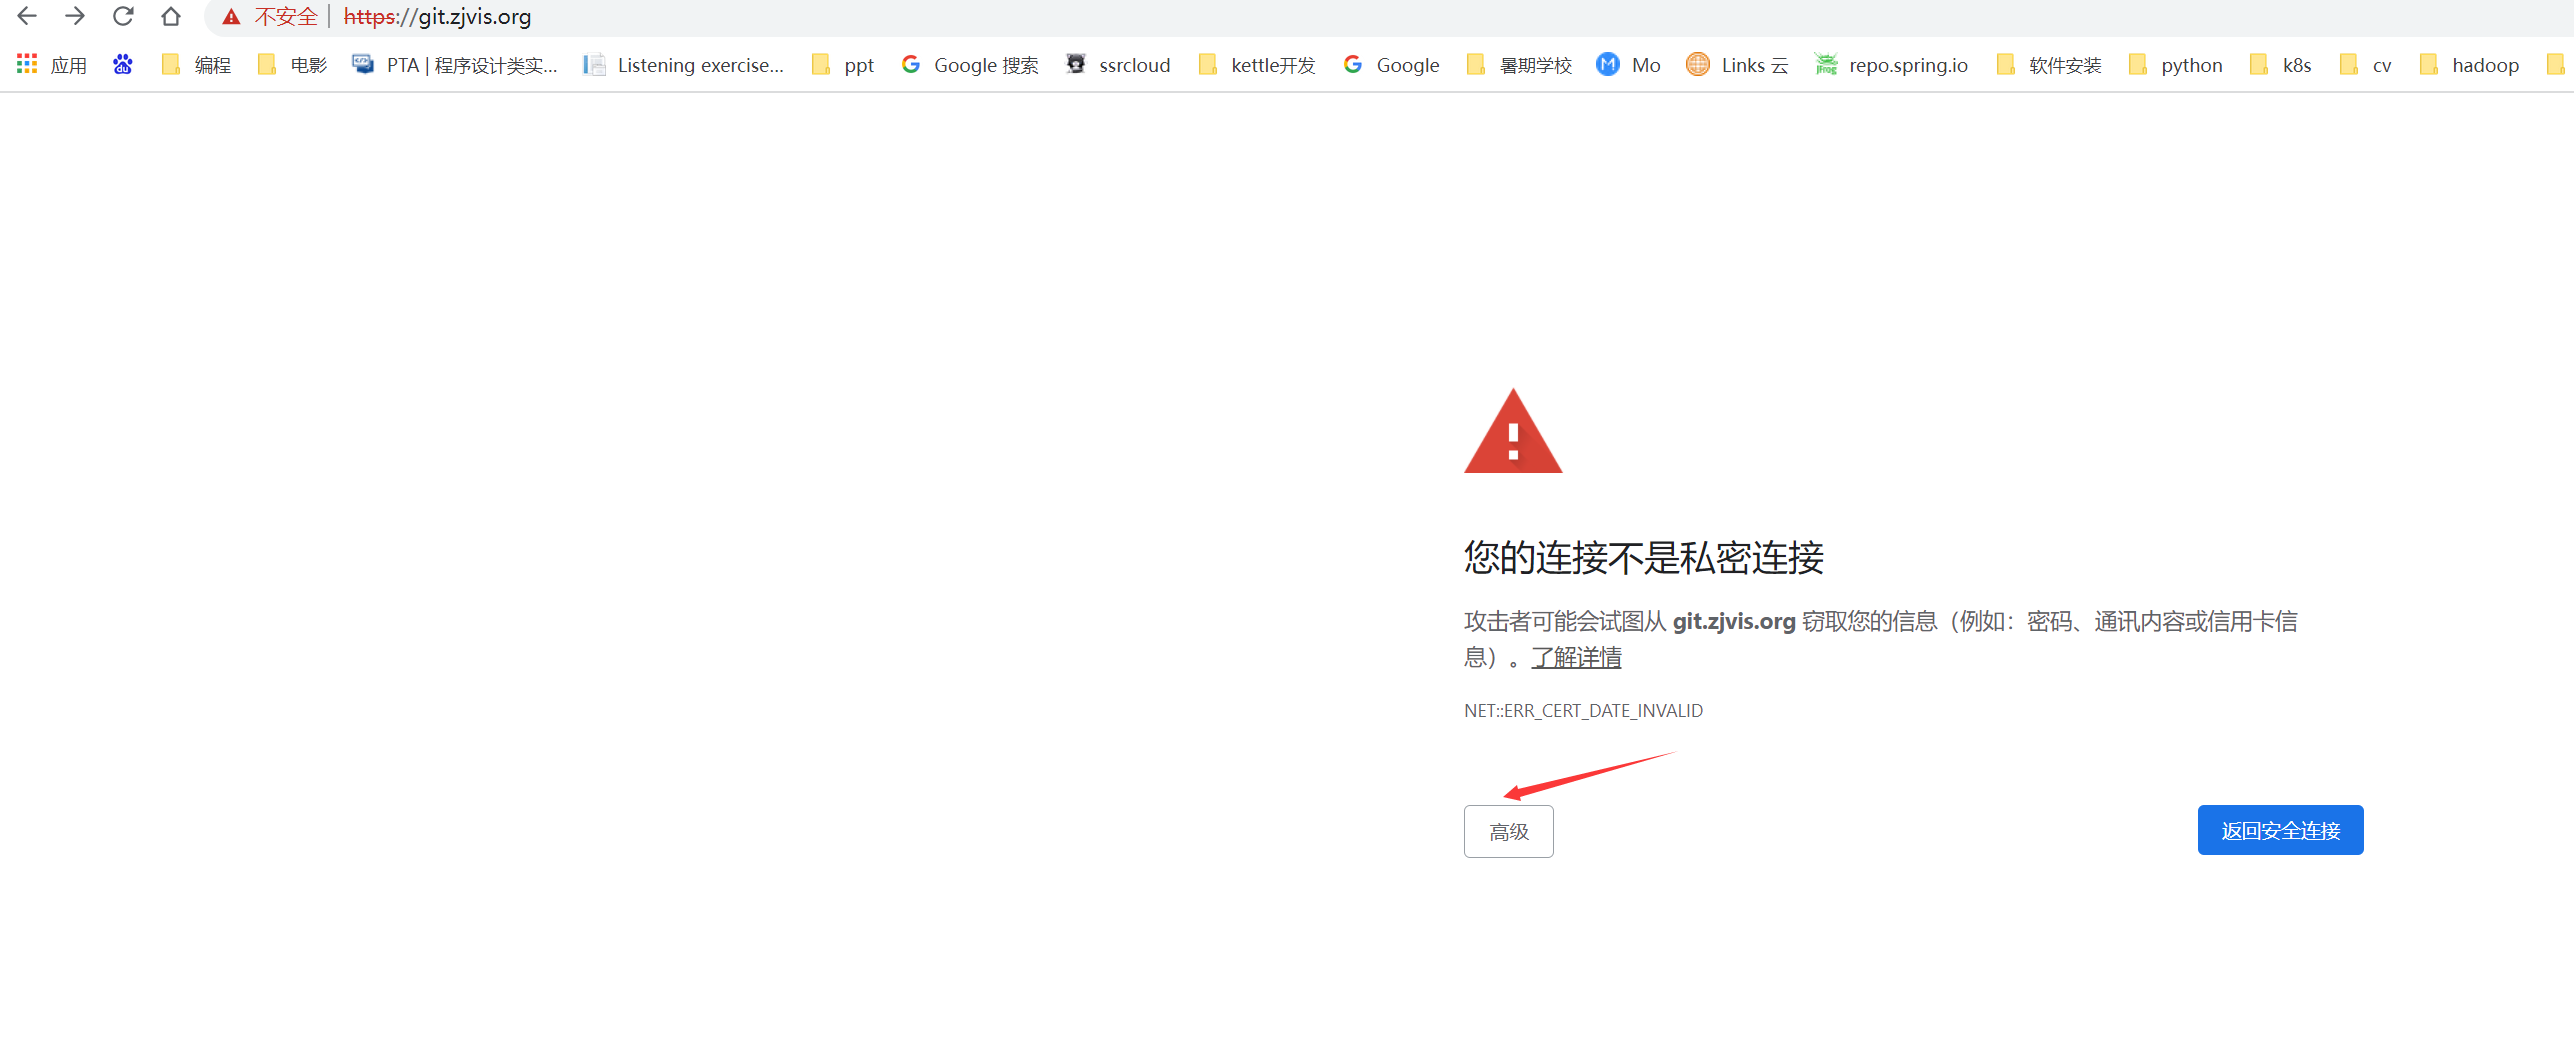 不安全 | https://git.zjvis.org
应用 编程 电影 PTA | 程序设计类实... Listening exercise... ppt Google 搜索 ssrcloud kettle开发 Google 暑期学校 Mo Links 云 repo.spring.io 软件安装 python k8s cv hadoop
您的连接不是私密连接
攻击者可能会试图从 git.zjvis.org 窃取您的信息（例如：密码、通讯内容或信用卡信
息）。了解详情
NET::ERR_CERT_DATE_INVALID
高级 返回安全连接